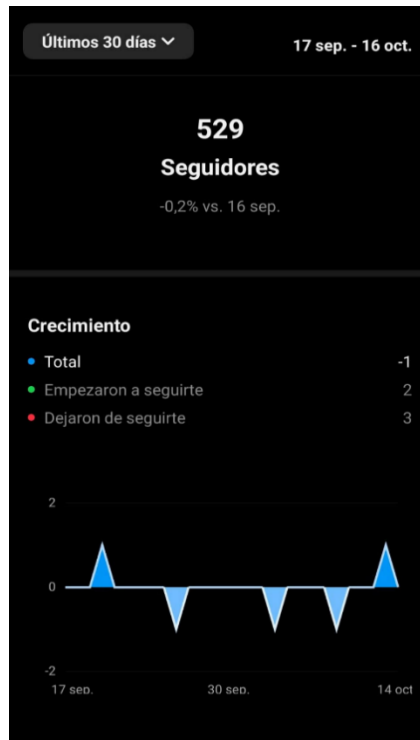 Últimos 30 días
17 sep. - 16 oct.
529
Seguidores
-0,2% vs. 16 sep.
Crecimiento
Total -1
Empezaron a seguirte 2
Dejaron de seguirte 3
2
0
-2
17 sep. 30 sep. 14 oct